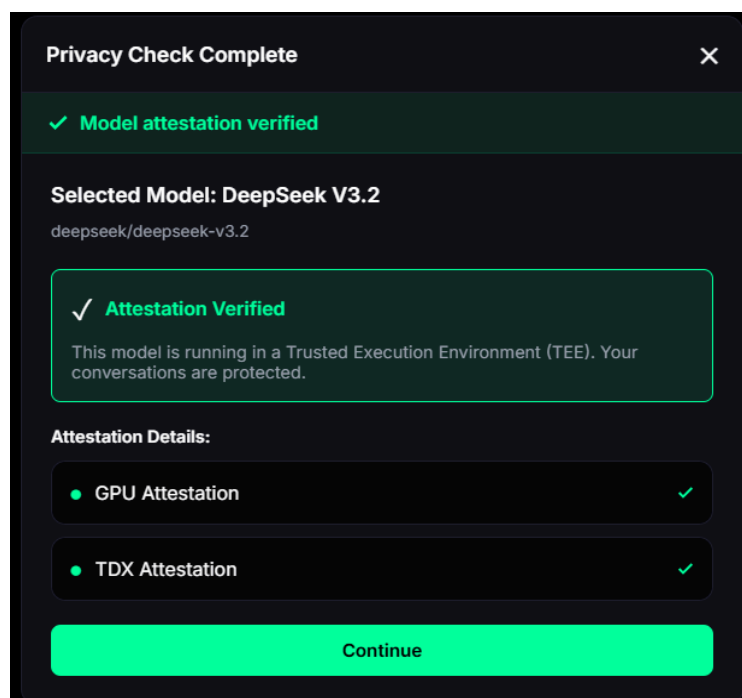 Privacy Check Complete
Model attestation verified
Selected Model: DeepSeek V3.2
deepseek/deepseek-v3.2
Attestation Verified
This model is running in a Trusted Execution Environment (TEE). Your
conversations are protected.
Attestation Details:
GPU Attestation
TDX Attestation
Continue